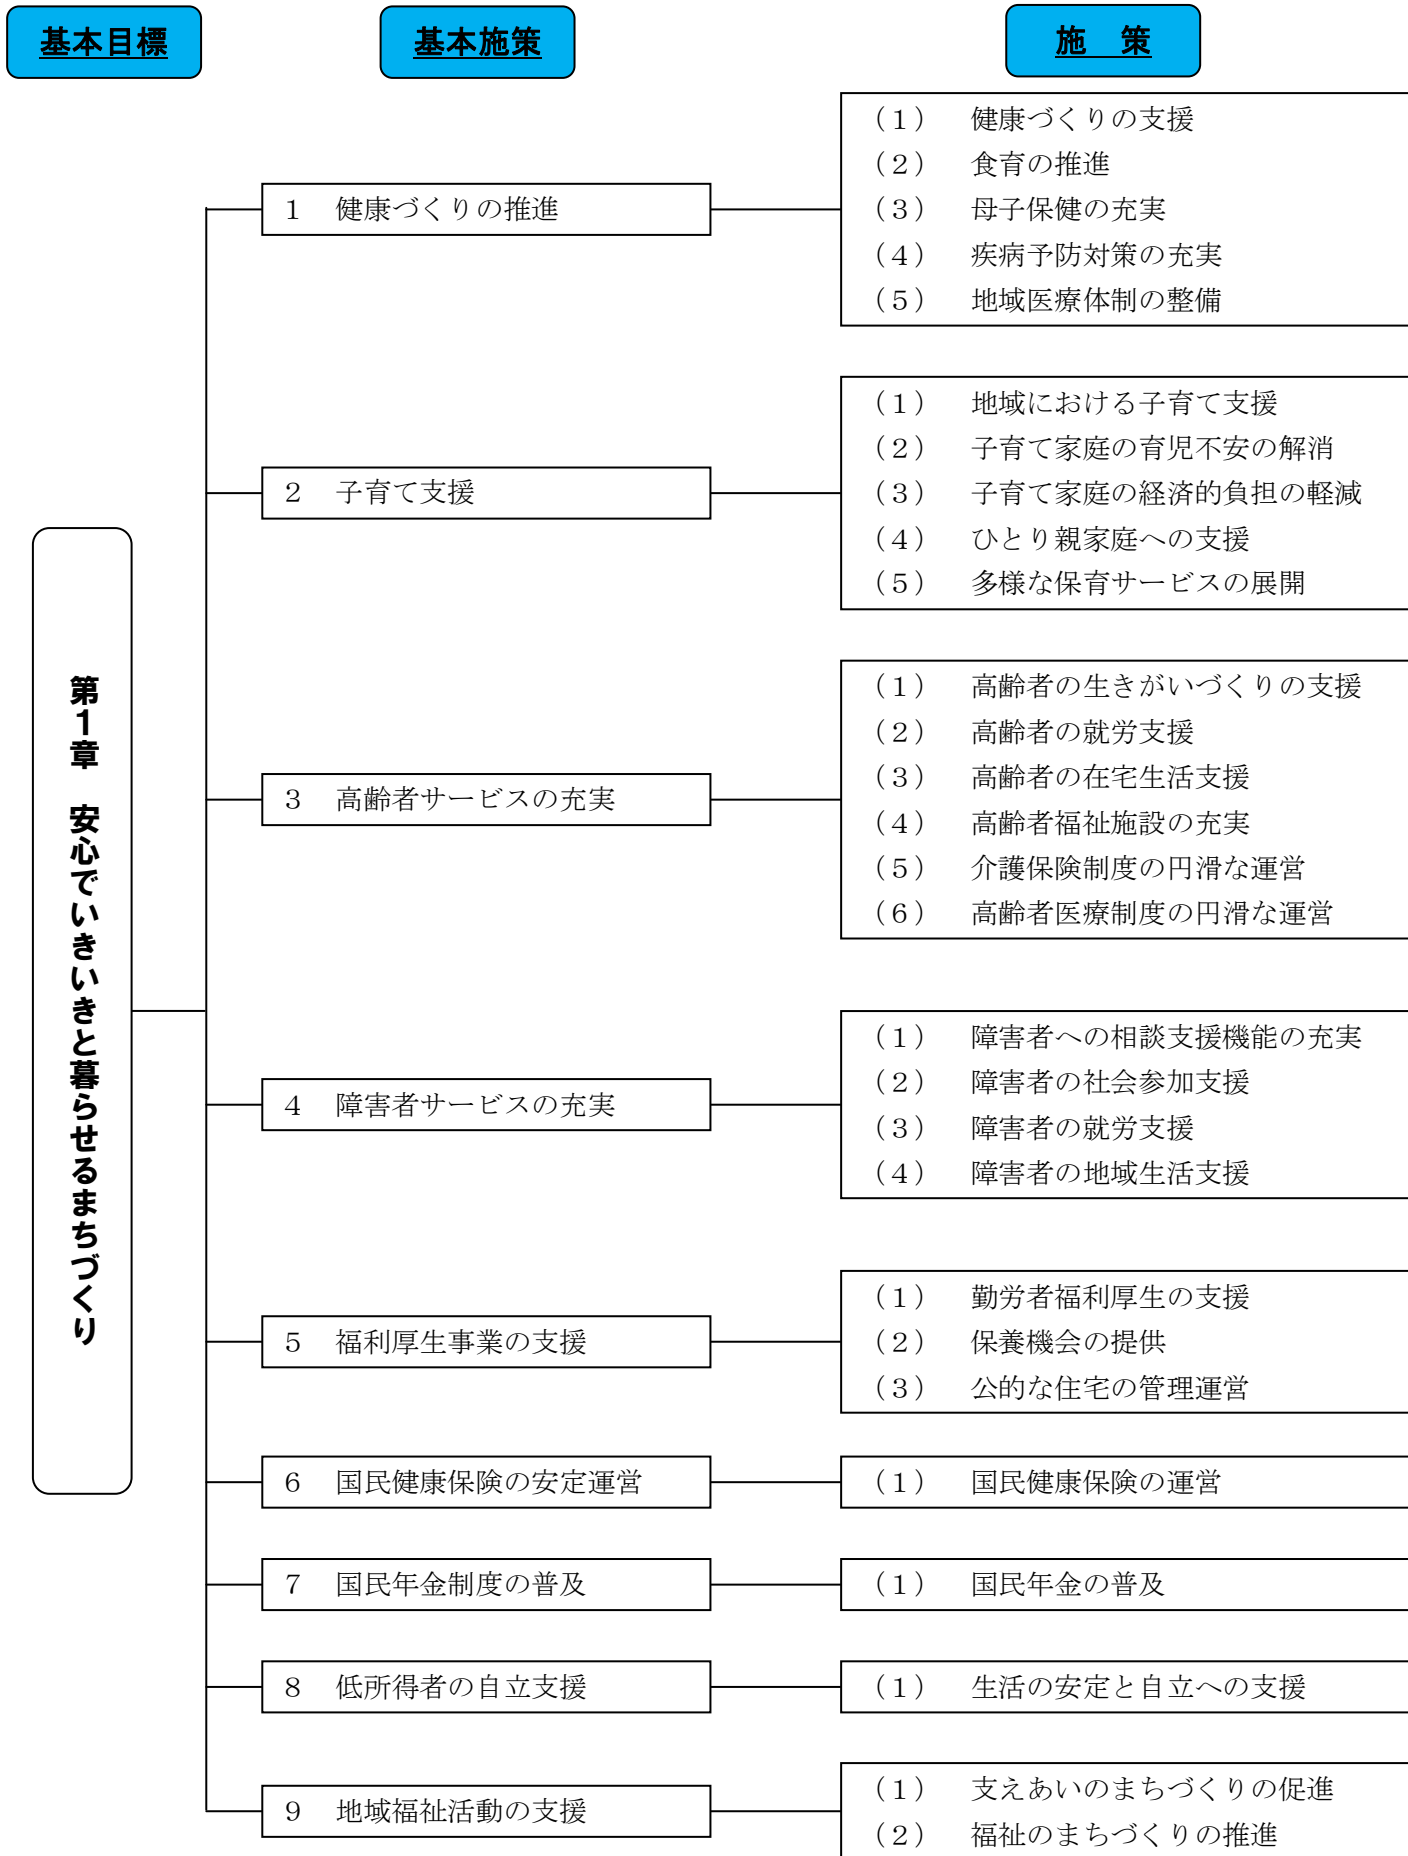 基本目標
基本施策
施　策
第１章　安心でいきいきと暮らせるまちづくり
１　健康づくりの推進
（１）　健康づくりの支援
（２）　食育の推進
（３）　母子保健の充実
（４）　疾病予防対策の充実
（５）　地域医療体制の整備
２　子育て支援
（１）　地域における子育て支援
（２）　子育て家庭の育児不安の解消
（３）　子育て家庭の経済的負担の軽減
（４）　ひとり親家庭への支援
（５）　多様な保育サービスの展開
３　高齢者サービスの充実
（１）　高齢者の生きがいづくりの支援
（２）　高齢者の就労支援
（３）　高齢者の在宅生活支援
（４）　高齢者福祉施設の充実
（５）　介護保険制度の円滑な運営
（６）　高齢者医療制度の円滑な運営
４　障害者サービスの充実
（１）　障害者への相談支援機能の充実
（２）　障害者の社会参加支援
（３）　障害者の就労支援
（４）　障害者の地域生活支援
５　福利厚生事業の支援
（１）　勤労者福利厚生の支援
（２）　保養機会の提供
（３）　公的な住宅の管理運営
６　国民健康保険の安定運営
（１）　国民健康保険の運営
７　国民年金制度の普及
（１）　国民年金の普及
８　低所得者の自立支援
（１）　生活の安定と自立への支援
９　地域福祉活動の支援
（１）　支えあいのまちづくりの促進
（２）　福祉のまちづくりの推進